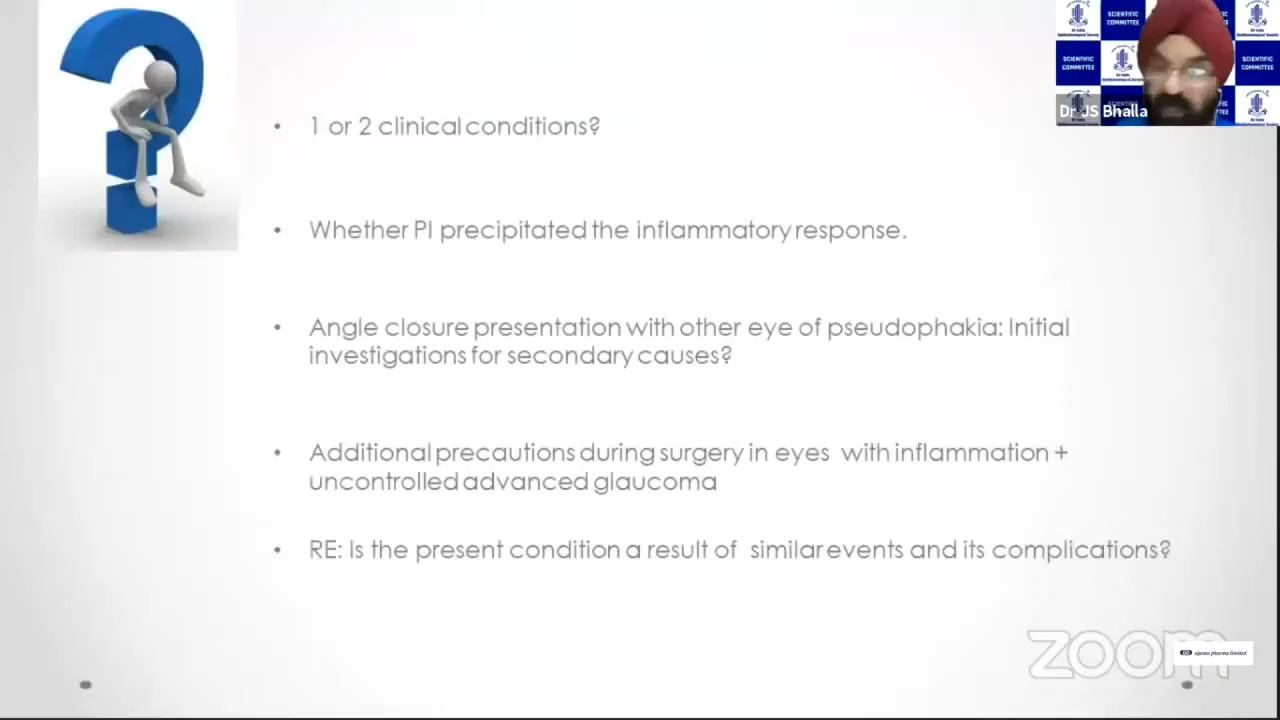 1 or 2 clinical conditions?
Whether PI precipitated the inflammatory response.
Angle closure presentation with other eye of pseudophakia: Initial
investigations for secondary causes?
Additional precautions during surgery in eyes with inflammation +
uncontrolled advanced glaucoma
RE: Is the present condition a result of similar events and its complications?
SCIENTIFIC
COMMITTEE
SCIENTIFIC
COMMITTEE
SCIENTIFIC
COMMITTEE
Dr JS Bhalla
zoom
ajanta pharma limited